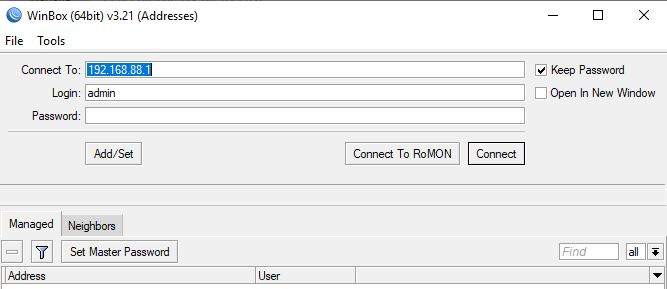 WinBox (64bit) v3.21 (Addresses)
File Tools
Connect To: 192.168.88.1 Keep Password
Login: admin Open In New Window
Password:
Add/Set Connect To RoMON Connect
Managed Neighbors
Set Master Password Find all
Address User